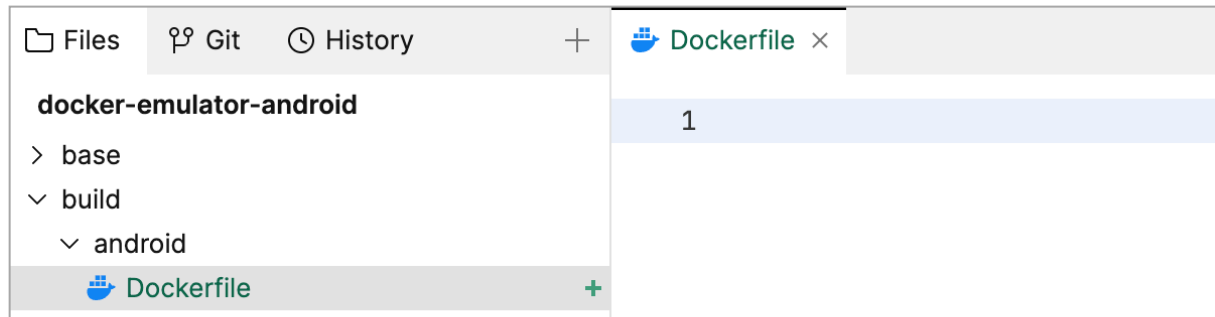 Files Git History
Dockerfile
docker-emulator-android
1
base
build
android
Dockerfile